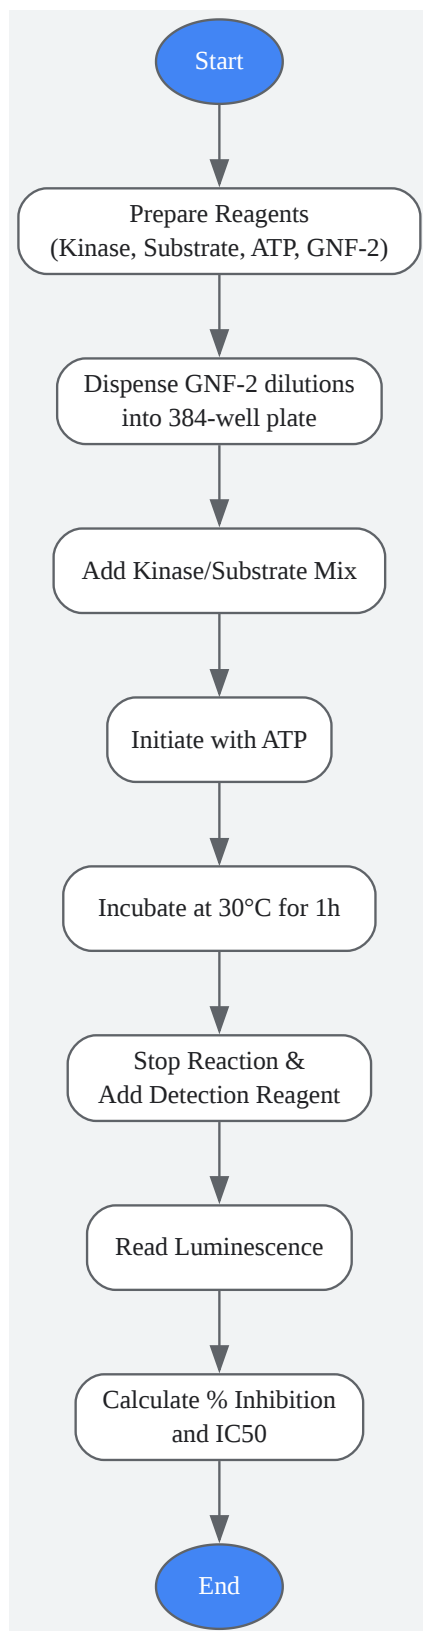 Start
Prepare Reagents
(Kinase, Substrate, ATP, GNF-2)
Dispense GNF-2 dilutions
into 384-well plate
Add Kinase/Substrate Mix
Initiate with ATP
Incubate at 30°C for 1h
Stop Reaction &
Add Detection Reagent
Read Luminescence
Calculate % Inhibition
and IC50
End